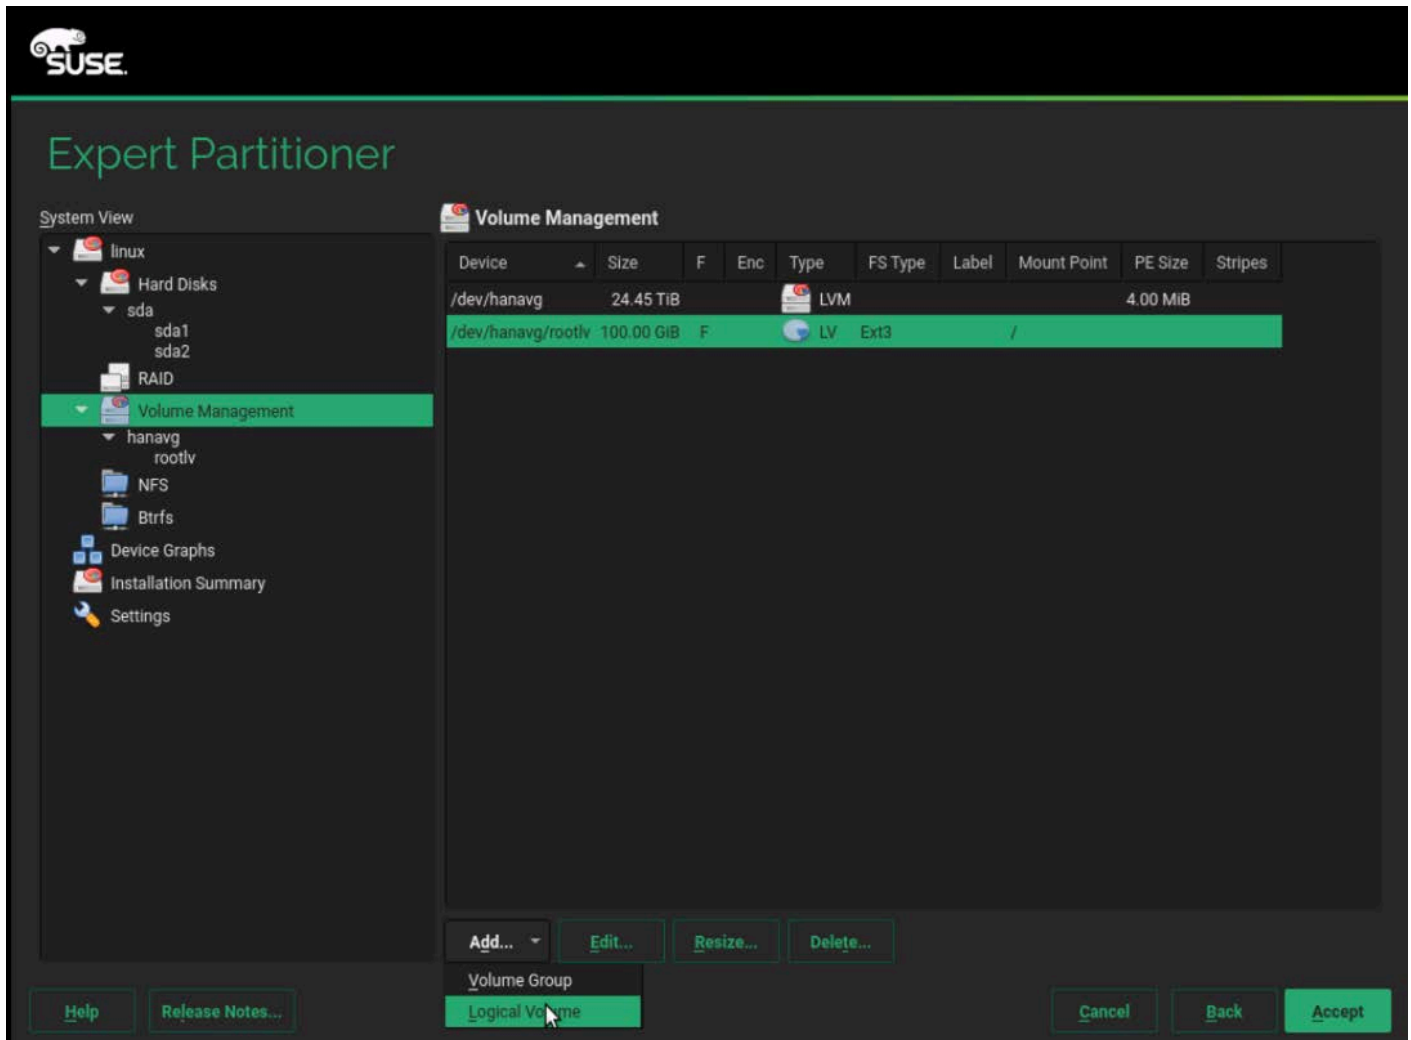 SUSE.
Expert Partitioner
System View
linux
Hard Disks
sda
sda1
sda2
RAID
Volume Management
hanavg
rootlv
NFS
Btrfs
Device Graphs
Installation Summary
Settings
Volume Management
Device Size F Enc Type FS Type Label Mount Point PE Size Stripes
/dev/hanavg 24.45 TiB LVM 4.00 MiB
/dev/hanavg/rootlv 100.00 GiB F LV Ext3 /
Add... Edit... Resize... Delete...
Volume Group
Logical Volume
Help Release Notes... Cancel Back Accept